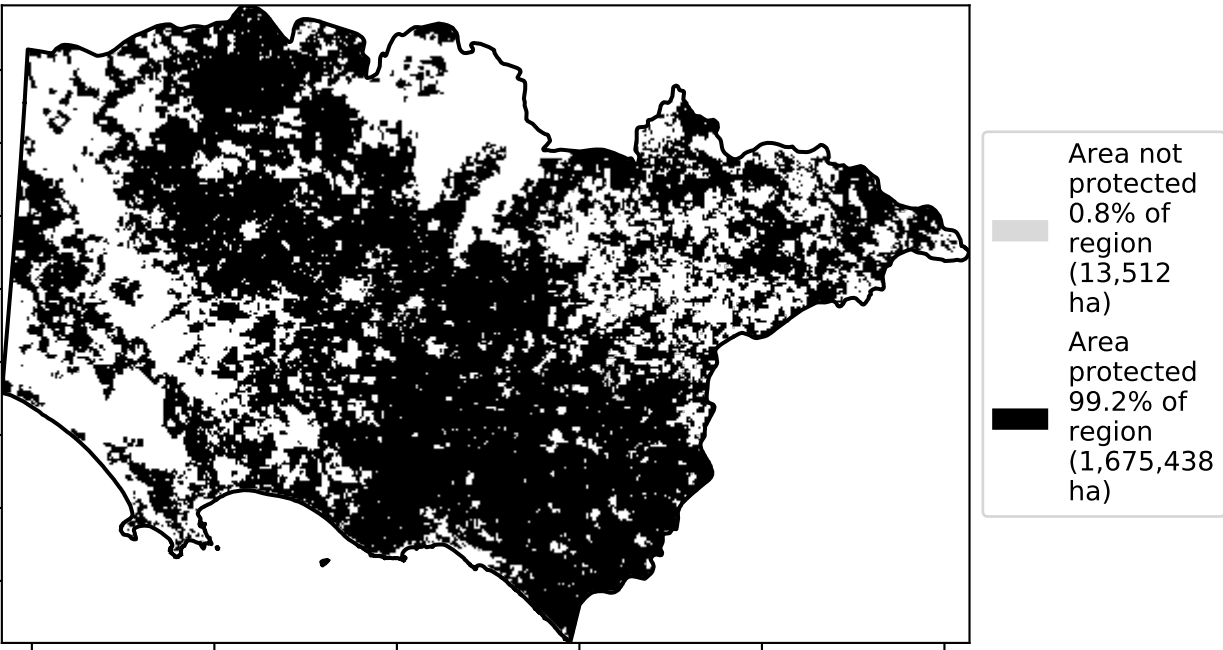 Area not
protected
0.8% of
region
(13,512
ha)
Area
protected
99.2% of
region
(1,675,438
ha)